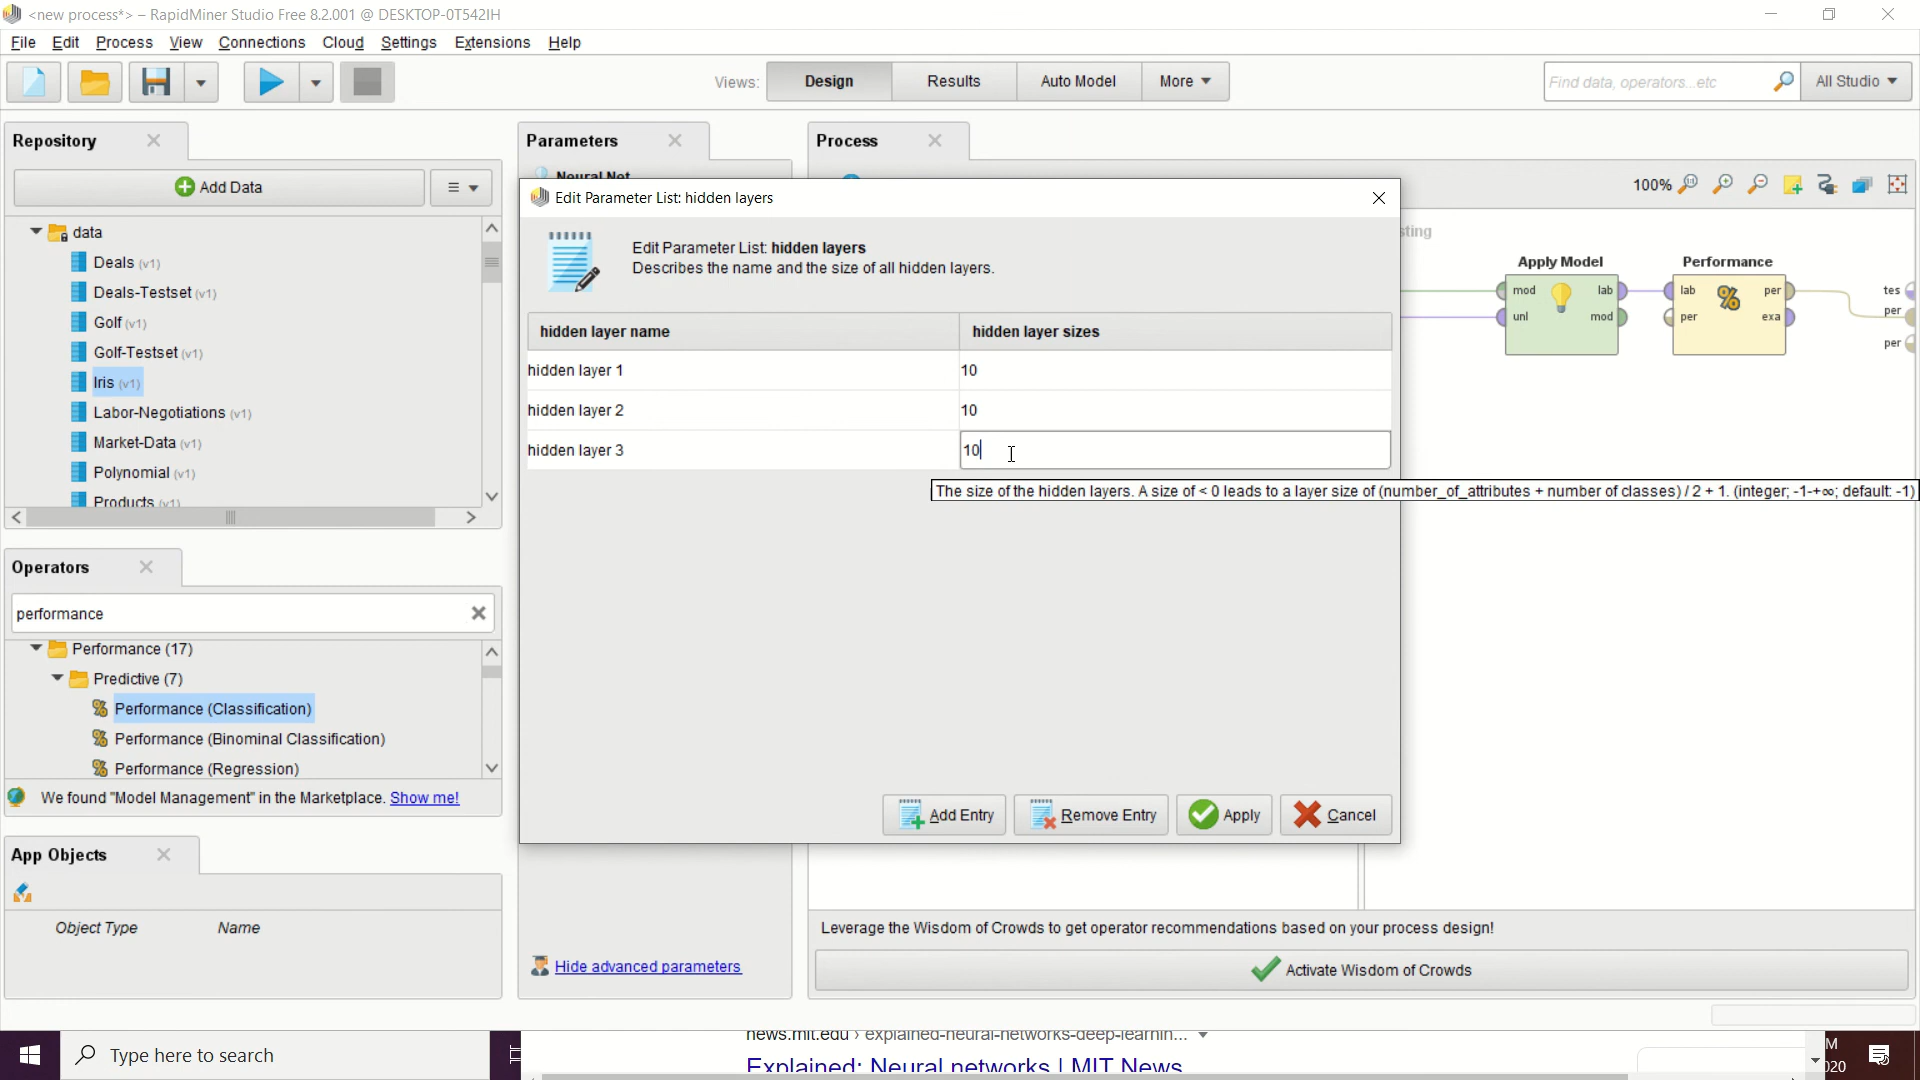 <new process*> – RapidMiner Studio Free 8.2.001 @ DESKTOP-0T542IH
File Edit Process View Connections Cloud Settings Extensions Help
Views: Design Results Auto Model More
Find data, operators...etc All Studio
Repository
Add Data
data
Deals (v1)
Deals-Testset (v1)
Golf (v1)
Golf-Testset (v1)
Iris (v1)
Labor-Negotiations (v1)
Market-Data (v1)
Polynomial (v1)
Products (v1)
Operators
performance
Performance (17)
Predictive (7)
Performance (Classification)
Performance (Binominal Classification)
Performance (Regression)
We found "Model Management" in the Marketplace. Show me!
App Objects
Object Type Name
Parameters
Neural Net
Hide advanced parameters
Process
100%
sting
Apply Model
mod lab
unl mod
Performance
lab per
per exa
tes
per
per
Edit Parameter List: hidden layers
Edit Parameter List: hidden layers
Describes the name and the size of all hidden layers.
hidden layer name hidden layer sizes
hidden layer 1 10
hidden layer 2 10
hidden layer 3 10
The size of the hidden layers. A size of < 0 leads to a layer size of (number_of_attributes + number of classes) / 2 + 1. (integer; -1-+∞; default: -1)
Add Entry Remove Entry Apply Cancel
Leverage the Wisdom of Crowds to get operator recommendations based on your process design!
Activate Wisdom of Crowds
Type here to search
news.mit.edu › explained-neural-networks-deep-learnin...
Explained: Neural networks | MIT News
M
020